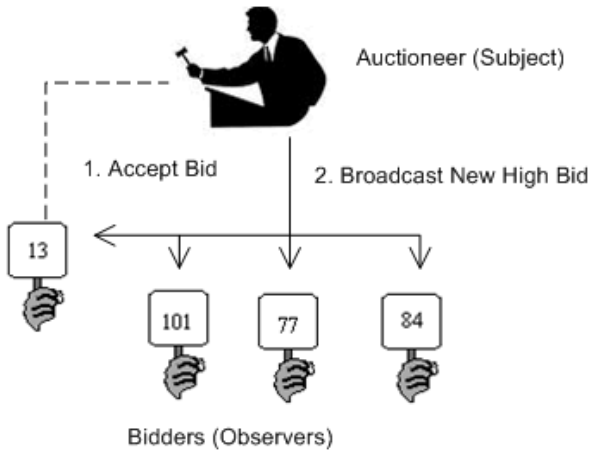 Auctioneer (Subject)
1. Accept Bid
2. Broadcast New High Bid
13
101
77
84
Bidders (Observers)